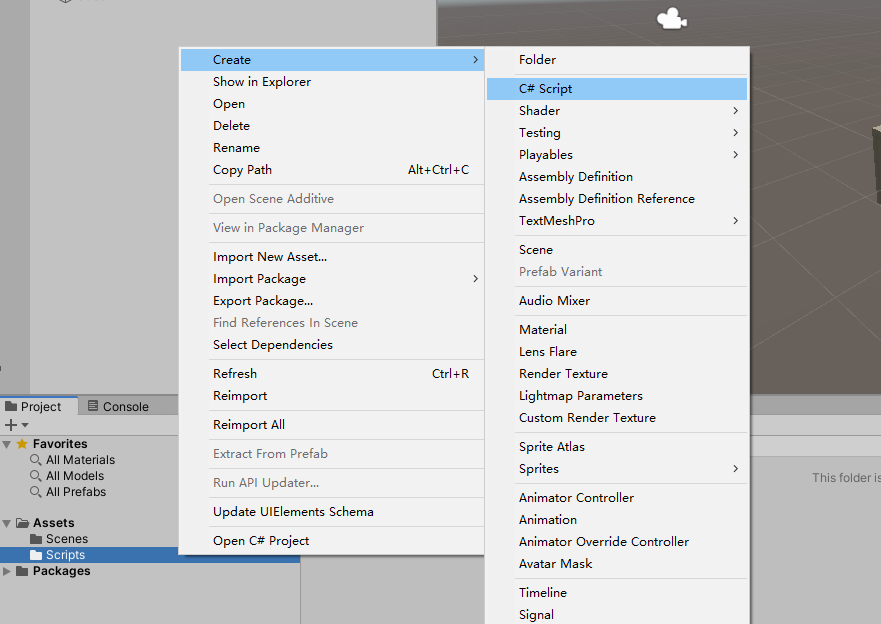 Create
Show in Explorer
Open
Delete
Rename
Copy Path Alt+Ctrl+C
Open Scene Additive
View in Package Manager
Import New Asset...
Import Package
Export Package...
Find References In Scene
Select Dependencies
Refresh Ctrl+R
Reimport
Reimport All
Extract From Prefab
Run API Updater...
Update UIElements Schema
Open C# Project
Folder
C# Script
Shader
Testing
Playables
Assembly Definition
Assembly Definition Reference
TextMeshPro
Scene
Prefab Variant
Audio Mixer
Material
Lens Flare
Render Texture
Lightmap Parameters
Custom Render Texture
Sprite Atlas
Sprites
Animator Controller
Animation
Animator Override Controller
Avatar Mask
Timeline
Signal
Project
Console
Favorites
All Materials
All Models
All Prefabs
Assets
Scenes
Scripts
Packages
This folder is